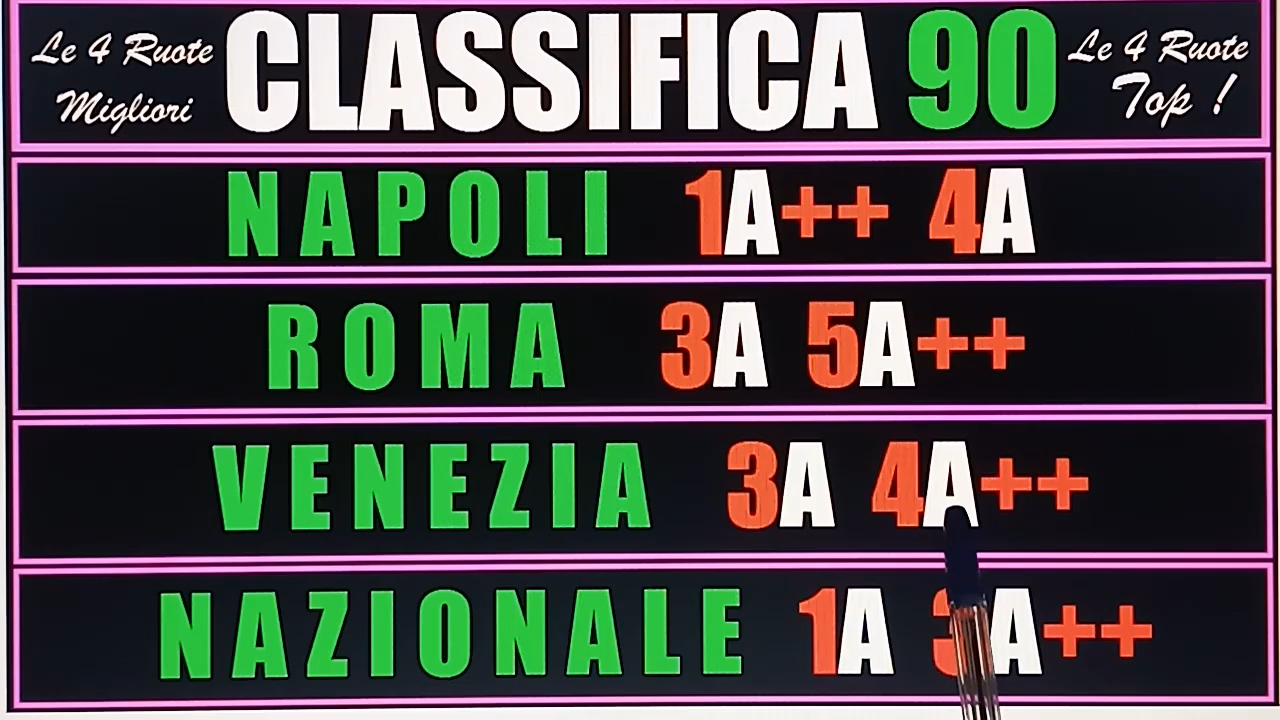 Le 4 Ruote Migliori
CLASSIFICA 90
Le 4 Ruote Top !
NAPOLI 1A++ 4A
ROMA 3A 5A++
VENEZIA 3A 4A++
NAZIONALE 1A 3A++